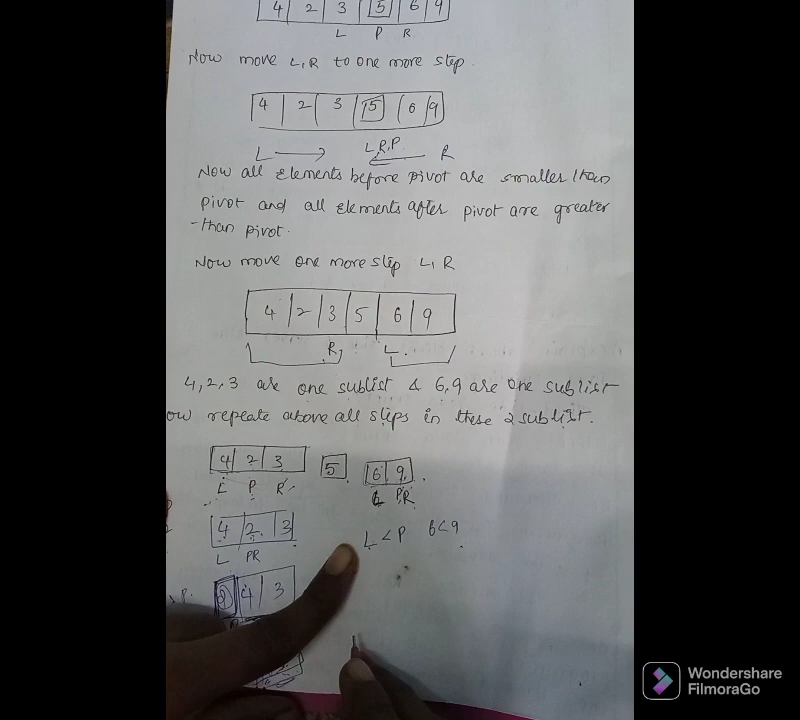 4 2 3 5 6 9
L P R
Now move L, R to one more step.
4 2 3 5 6 9
L L R, P R
Now all elements before pivot are smaller than
pivot and all elements after pivot are greater
than pivot.
Now move one more step L, R
4 2 3 5 6 9
R L
4, 2, 3 are one sublist & 6, 9 are one sublist
ow repeate above all steps in these 2 sublist.
4 2 3 5 6 9
L P R L PR
4 2 3 L < P 6 < 9
L PR
2 4 3
Wondershare
FilmoraGo